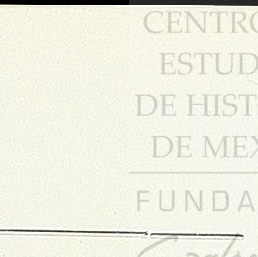 CENTRO
ESTUD
DE HIST
DE MEX
FUNDA